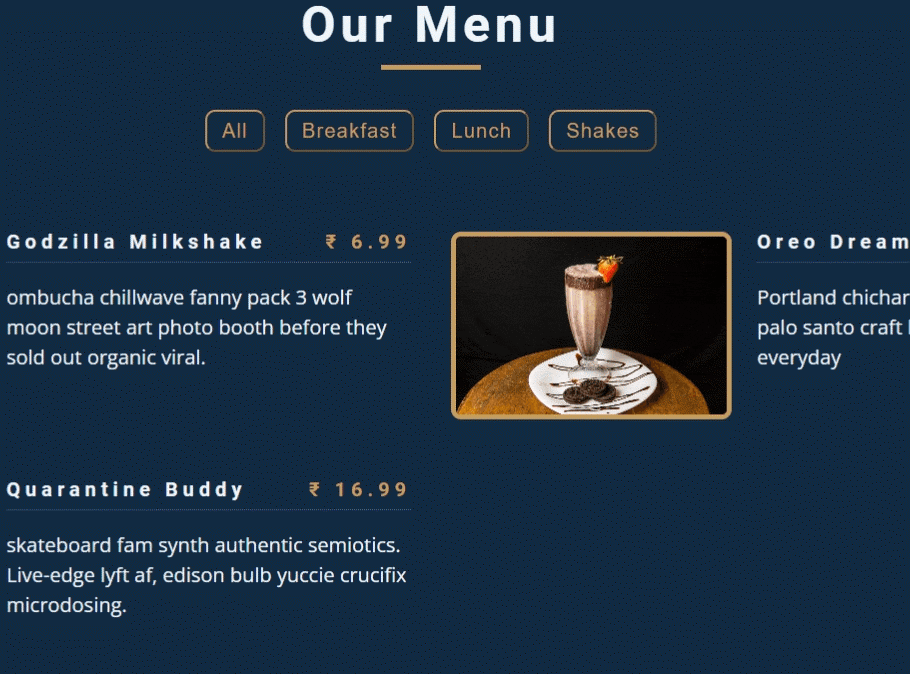 Our Menu
All
Breakfast
Lunch
Shakes
Godzilla Milkshake
₹ 6.99
ombucha chillwave fanny pack 3 wolf
moon street art photo booth before they
sold out organic viral.
Oreo Dream
Portland chichar
palo santo craft
everyday
Quarantine Buddy
₹ 16.99
skateboard fam synth authentic semiotics.
Live-edge lyft af, edison bulb yuccie crucifix
microdosing.